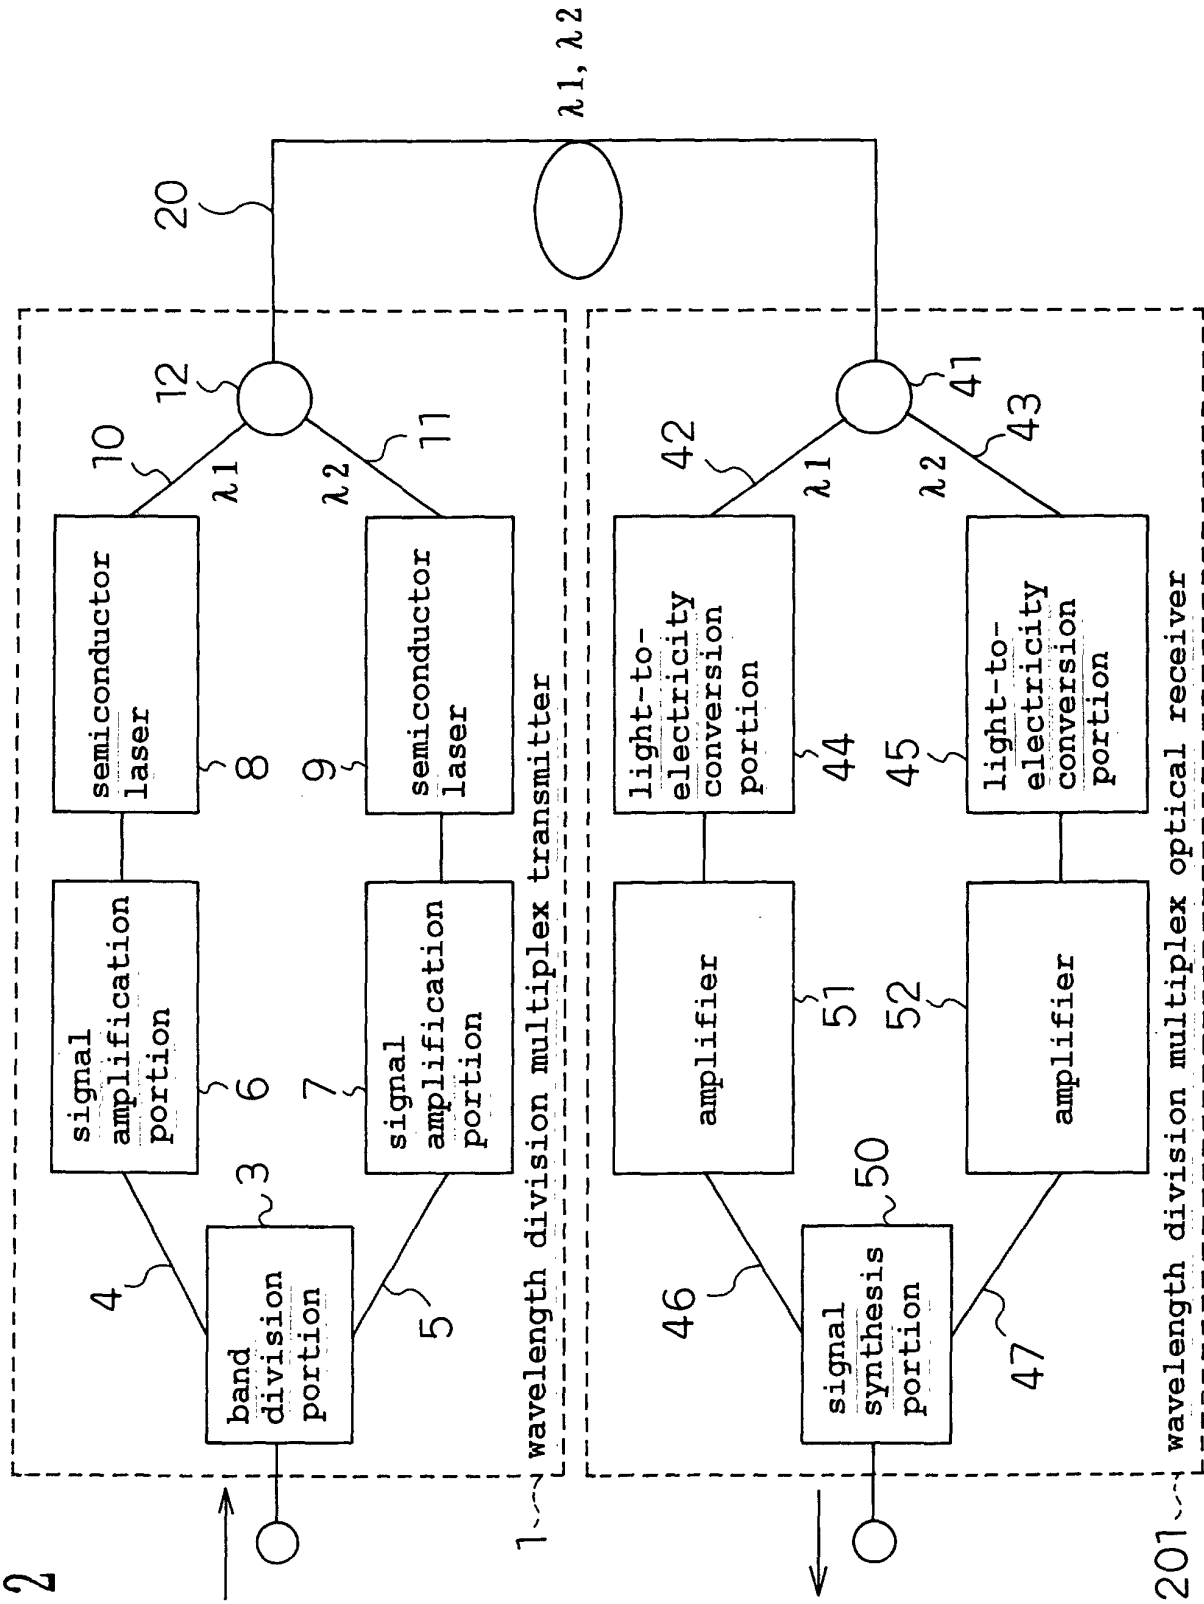 2
1
wavelength division multiplex transmitter
band
division
portion
3
4
5
signal
amplification
portion
6
signal
amplification
portion
7
semiconductor
laser
8
semiconductor
laser
9
10
λ1
11
λ2
12
20
λ1, λ2
201
wavelength division multiplex optical receiver
signal
synthesis
portion
50
46
47
amplifier
51
amplifier
52
light-to-
electricity
conversion
portion
44
light-to-
electricity
conversion
portion
45
42
λ1
43
λ2
41